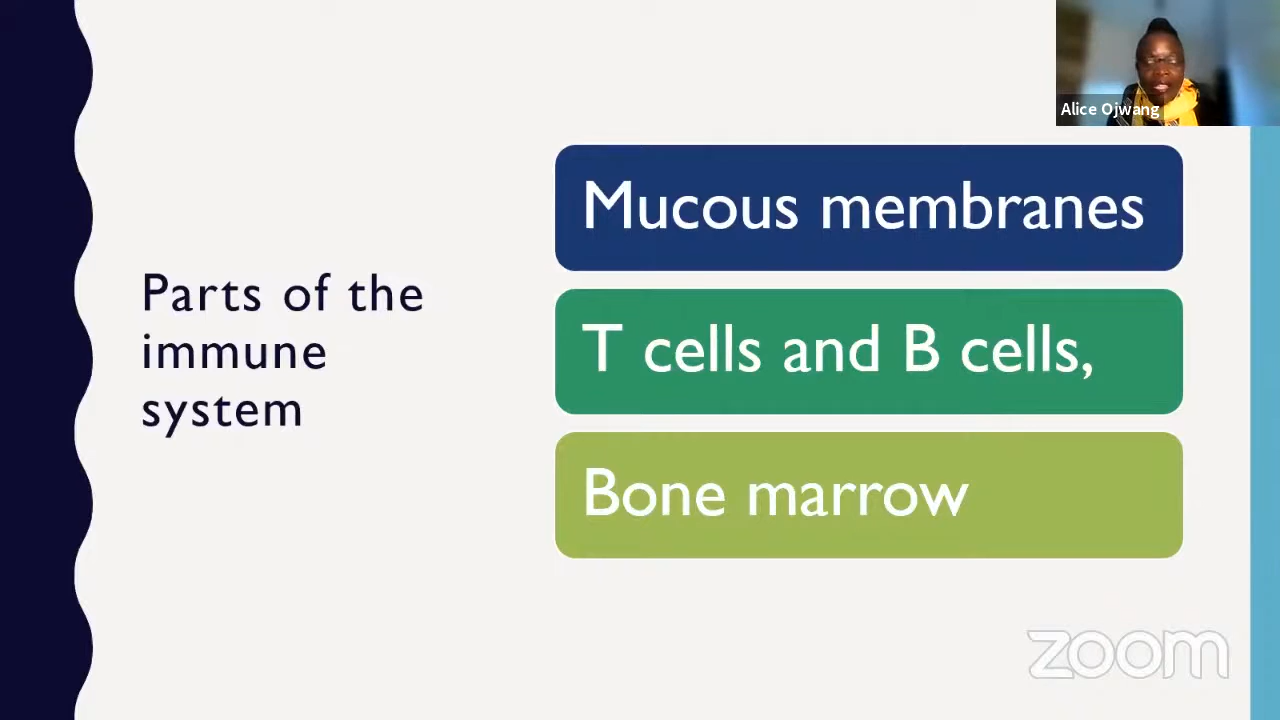 Alice Ojwang
Parts of the
immune
system
Mucous membranes
T cells and B cells,
Bone marrow
zoom